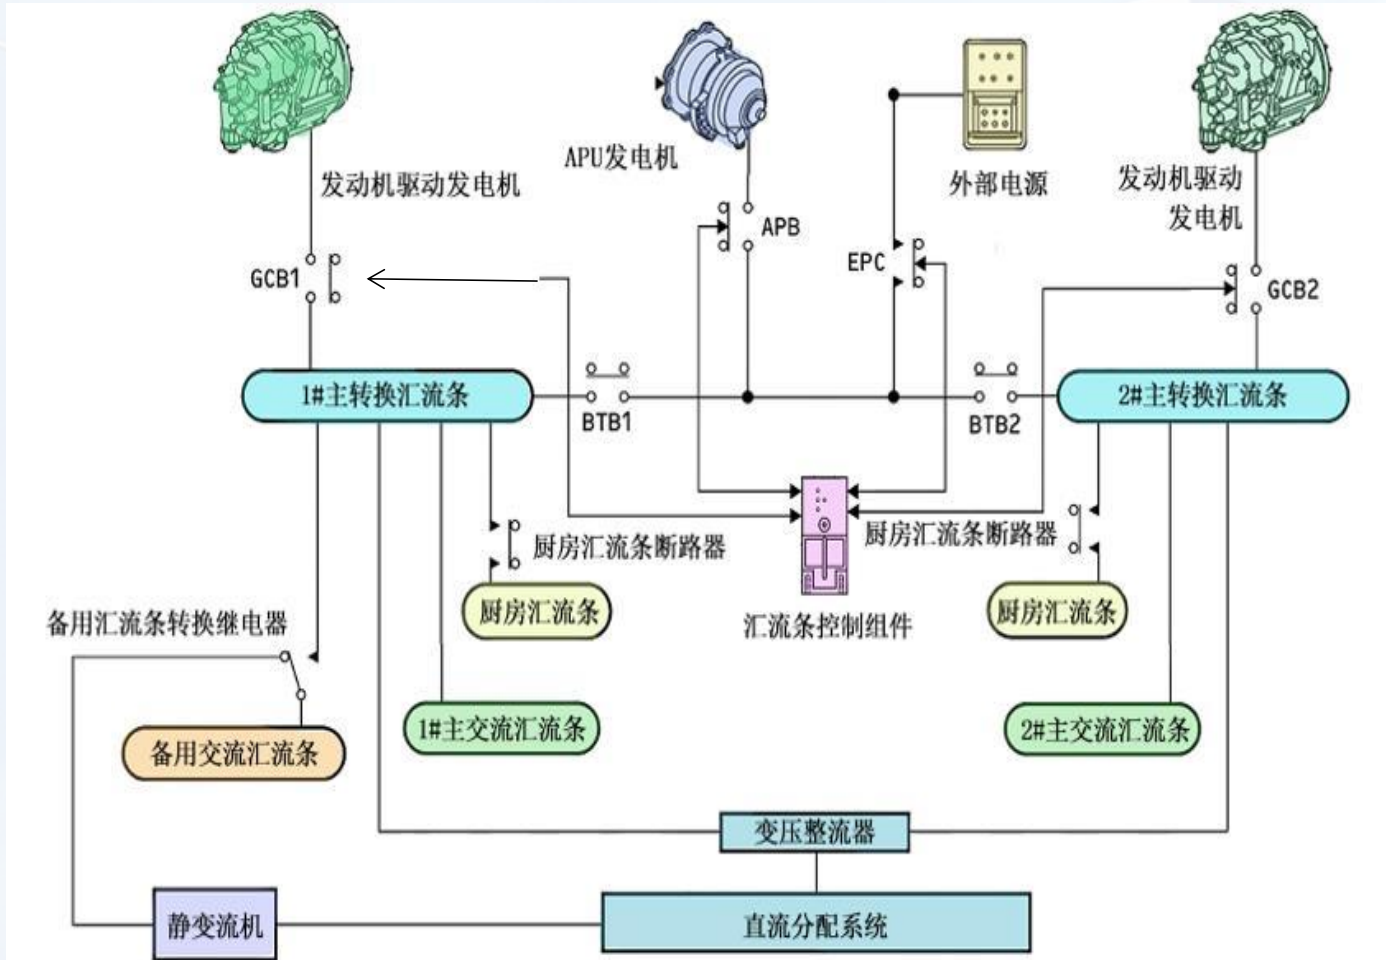 APU发电机
发动机驱动发电机
外部电源
发动机驱动
发电机
APB
EPC
GCB1
GCB2
1#主转换汇流条
2#主转换汇流条
BTB1
BTB2
厨房汇流条断路器
厨房汇流条断路器
厨房汇流条
厨房汇流条
汇流条控制组件
备用汇流条转换继电器
1#主交流汇流条
2#主交流汇流条
备用交流汇流条
变压整流器
静变流机
直流分配系统